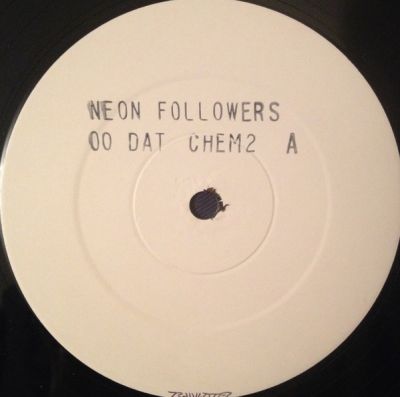 NEON FOLLOWERS
OO DAT CHEM2 A